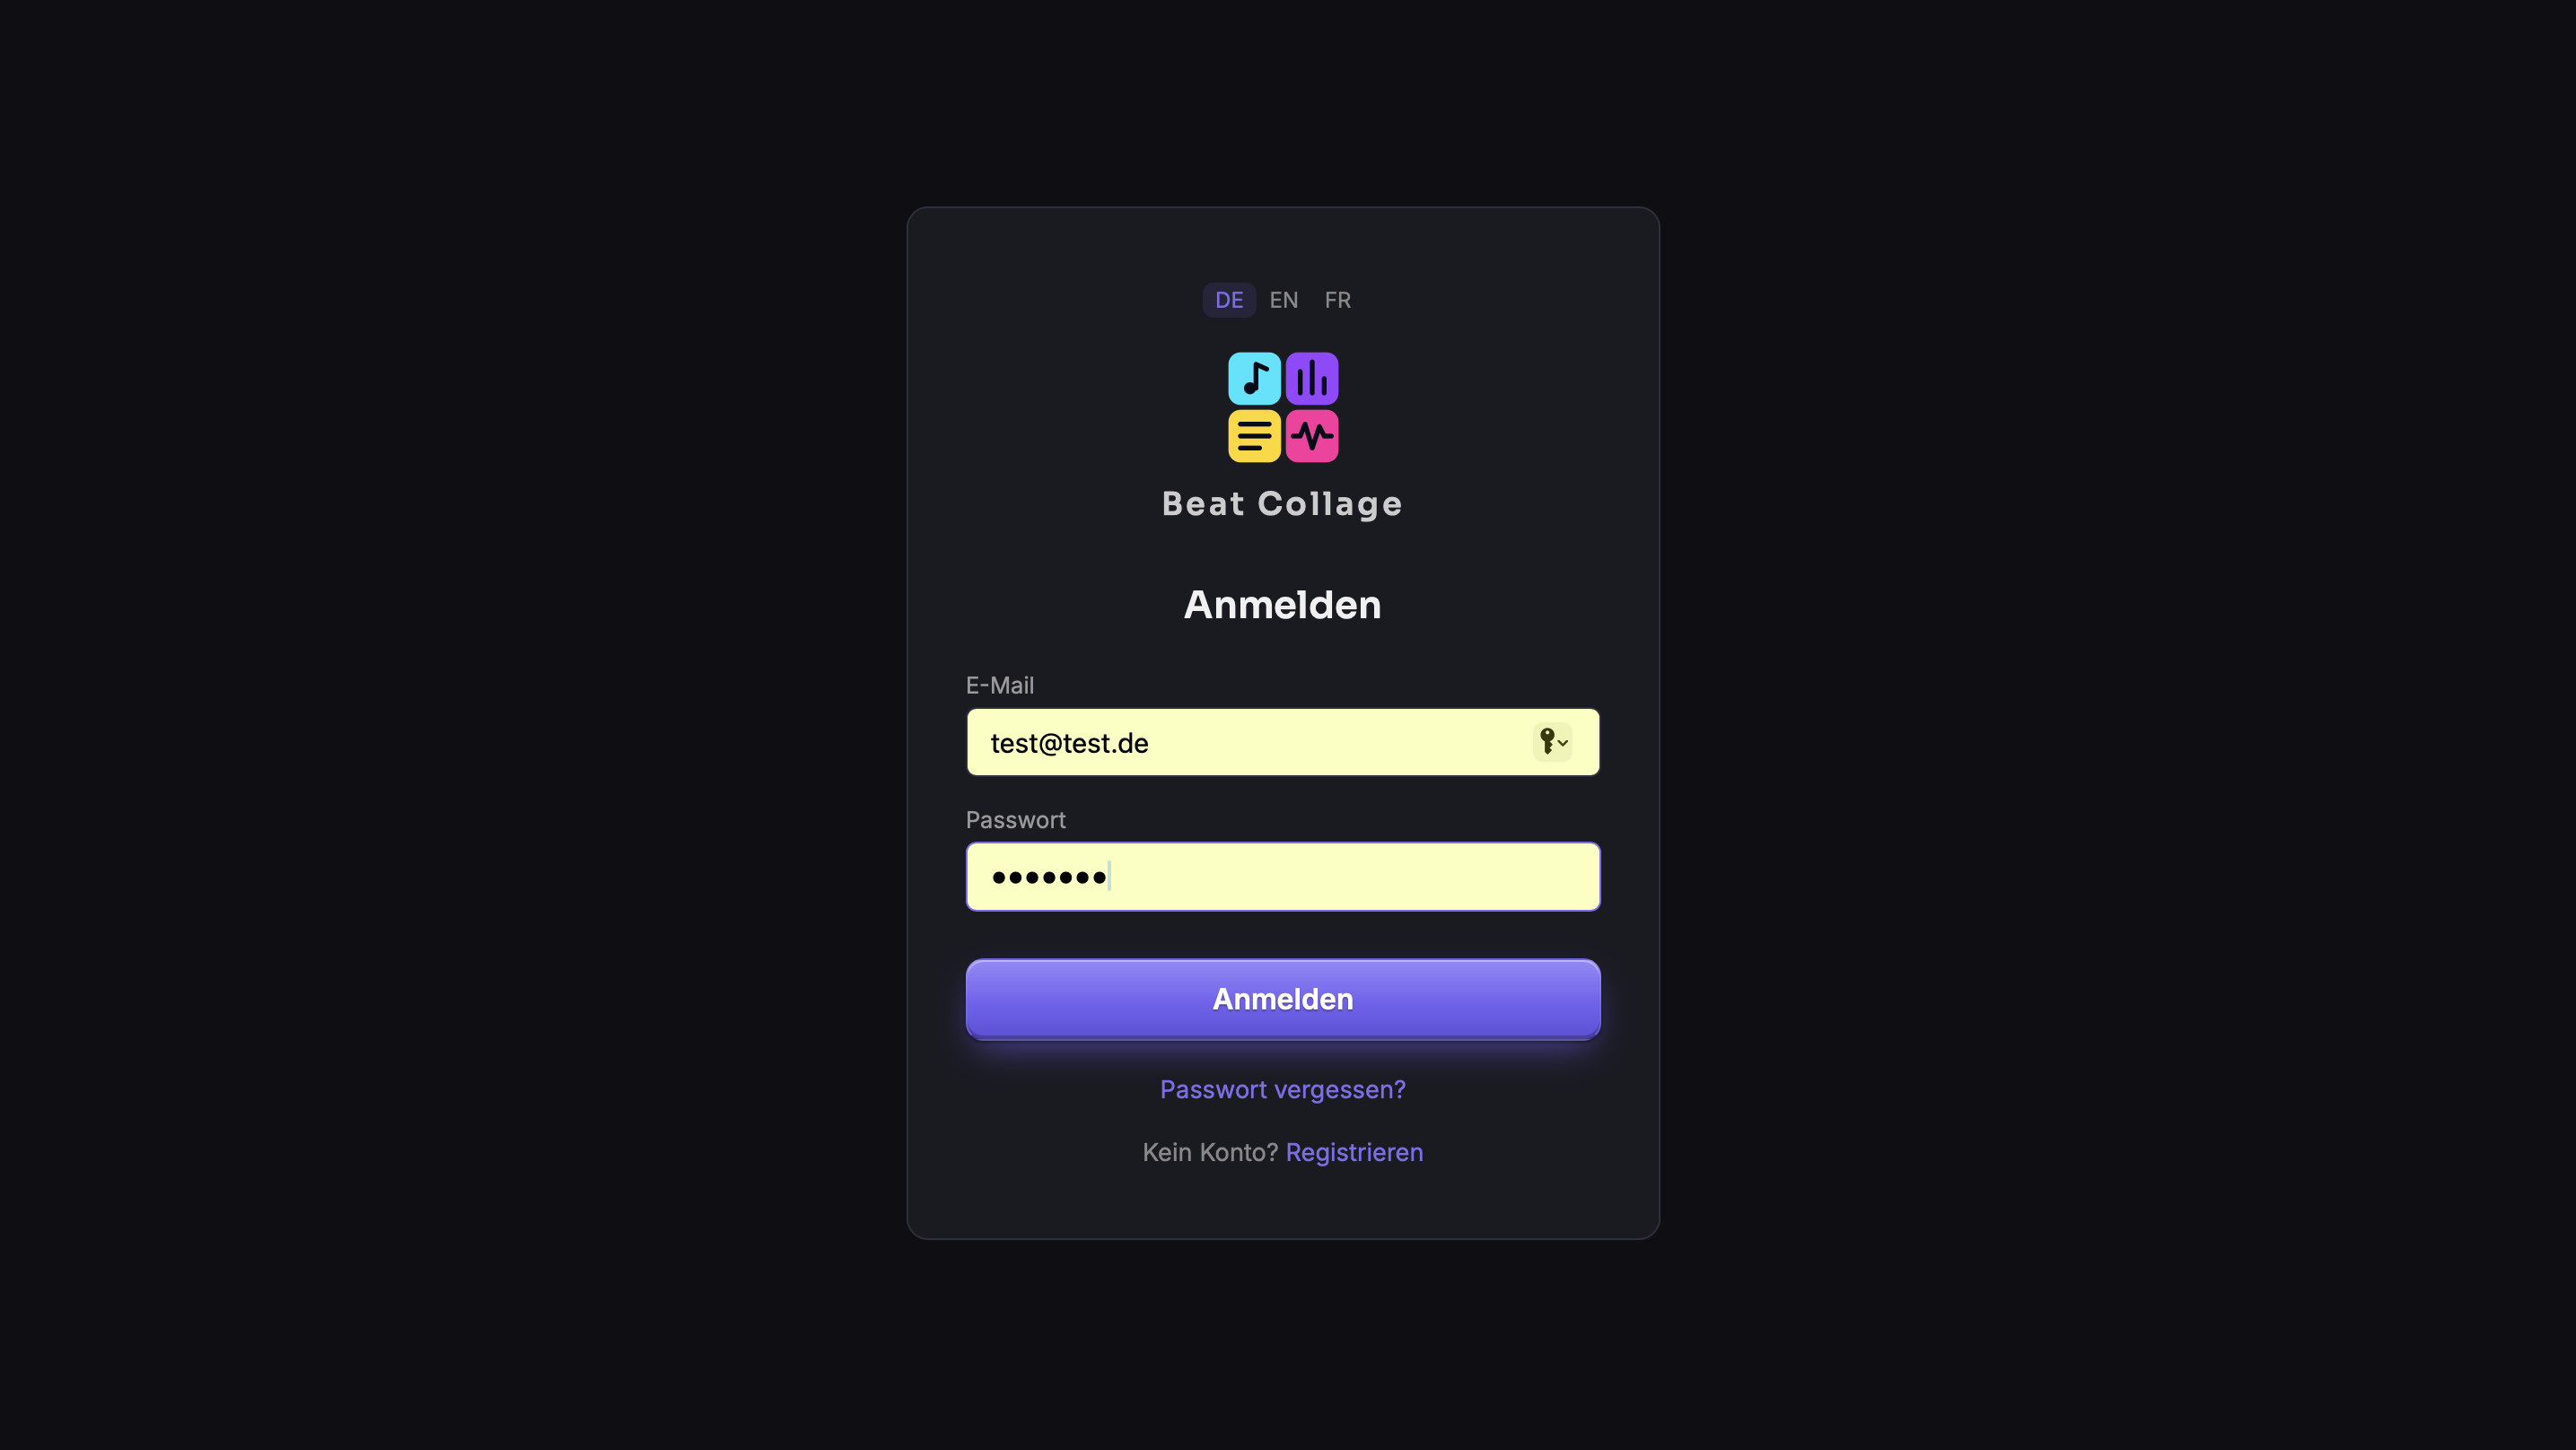 DE EN FR
Beat Collage
Anmelden
E-Mail
test@test.de
Passwort
Anmelden
Passwort vergessen?
Kein Konto? Registrieren